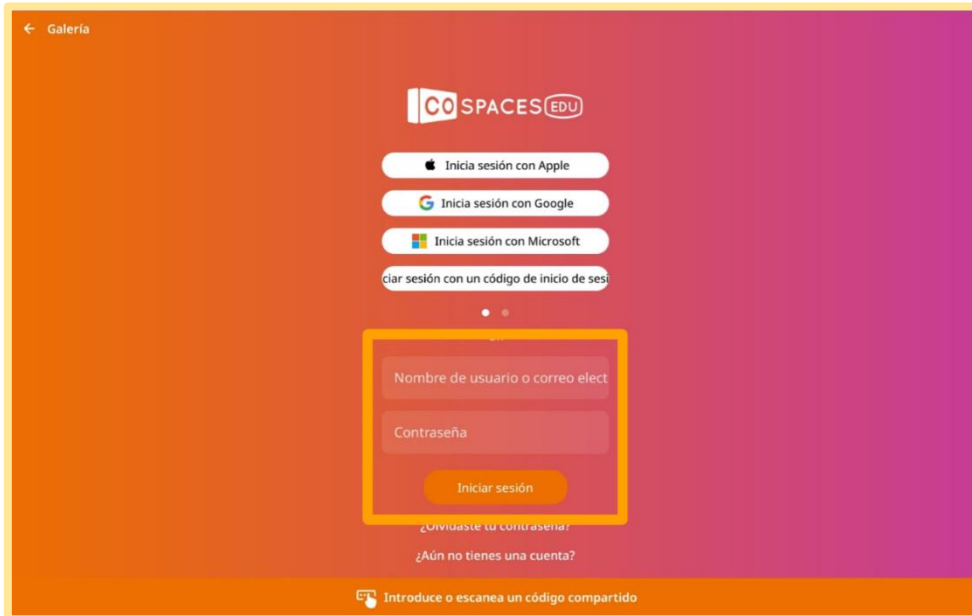 ← Galería
CO SPACES EDU
Inicia sesión con Apple
Inicia sesión con Google
Inicia sesión con Microsoft
ciar sesión con un código de inicio de sesi
Nombre de usuario o correo elect
Contraseña
Iniciar sesión
¿Olvidaste tu contraseña?
¿Aún no tienes una cuenta?
Introduce o escanea un código compartido